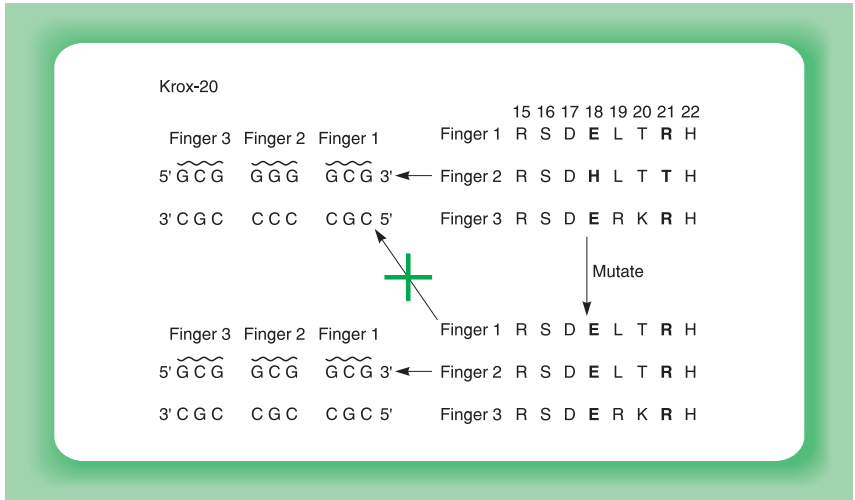 Krox-20
15 16 17 18 19 20 21 22
Finger 3 Finger 2 Finger 1
Finger 1 R S D E L T R H
5' G C G G G G G C G 3'
Finger 2 R S D H L T T H
3' C G C C C C C G C 5'
Finger 3 R S D E R K R H
Mutate
Finger 3 Finger 2 Finger 1
Finger 1 R S D E L T R H
5' G C G G C G G C G 3'
Finger 2 R S D E L T R H
3' C G C C G C C G C 5'
Finger 3 R S D E R K R H